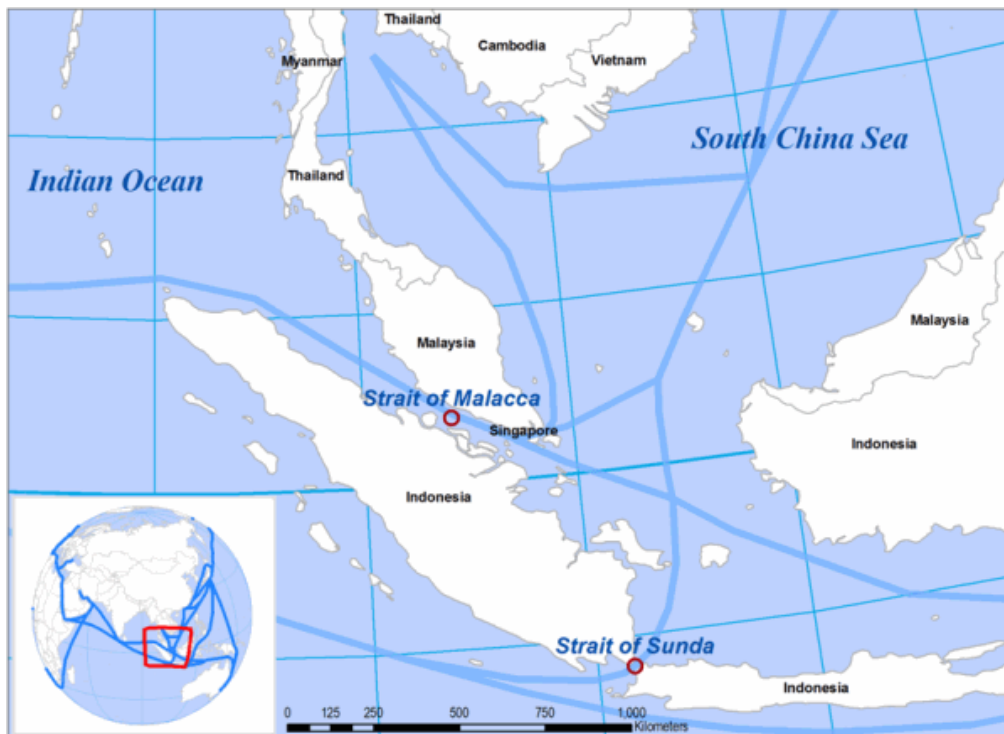 Thailand
Cambodia
Myanmar
Vietnam
South China Sea
Indian Ocean
Thailand
Malaysia
Malaysia
Strait of Malacca
Singapore
Indonesia
Indonesia
Strait of Sunda
Indonesia
0 125 250 500 750 1,000
Kilometers